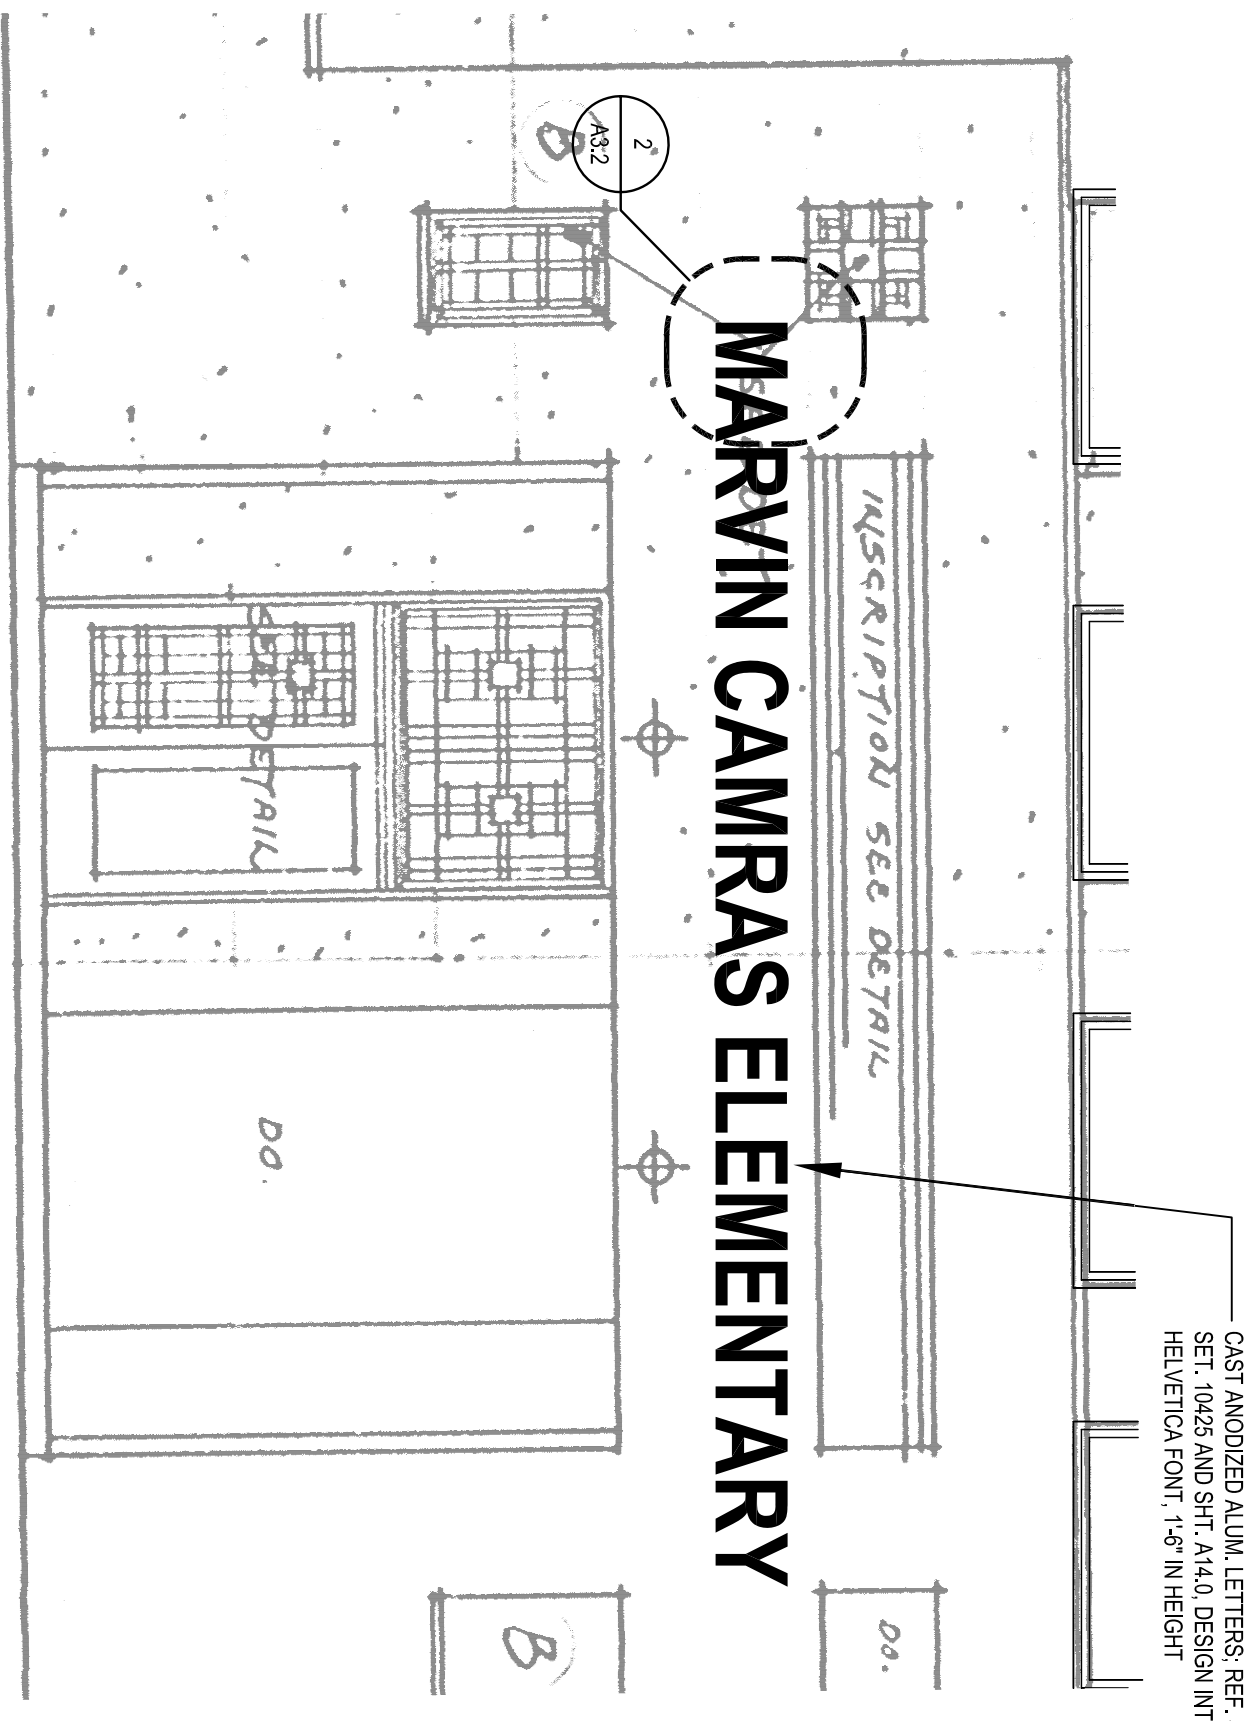 CAST ANODIZED ALUM. LETTERS; REF.
SET. 10425 AND SHT. A14.0, DESIGN INT
HELVETICA FONT, 1'-6" IN HEIGHT
INSCRIPTION SEE DETAIL
DO.
MARVIN CAMRAS ELEMENTARY
2
A3.2
B
B
SEE DETAIL
DO.